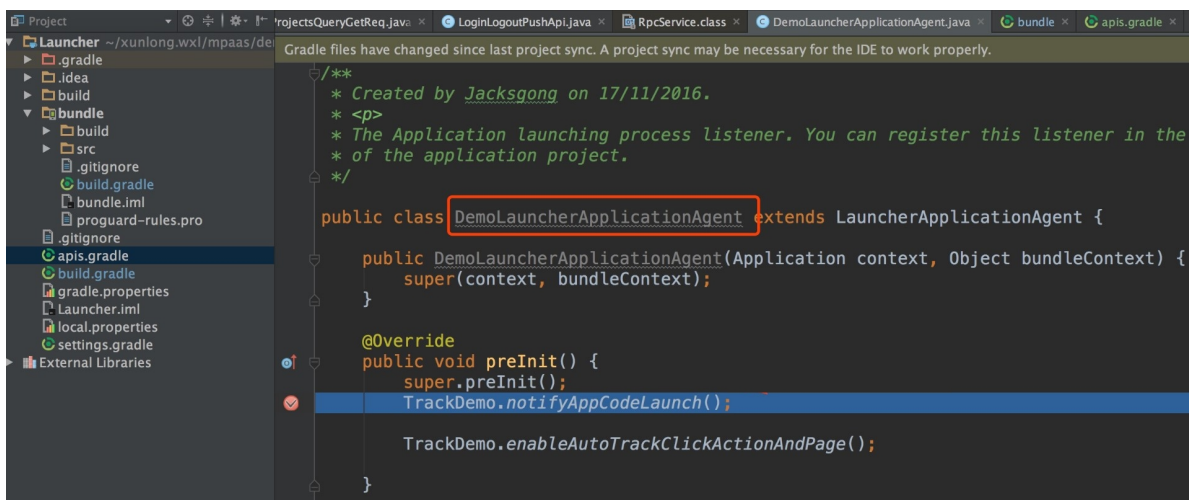 Project
rojectsQueryGetReq.java
LoginLogoutPushApi.java
RpcService.class
DemoLauncherApplicationAgent.java
bundle
apis.gradle
Launcher ~/xunlong.wxl/mpaas/de
Gradle files have changed since last project sync. A project sync may be necessary for the IDE to work properly.
.gradle
.idea
build
bundle
build
src
.gitignore
build.gradle
bundle.iml
proguard-rules.pro
.gitignore
apis.gradle
build.gradle
gradle.properties
Launcher.iml
local.properties
settings.gradle
External Libraries
/**
* Created by Jacksgong on 17/11/2016.
* <p>
* The Application launching process listener. You can register this listener in the
* of the application project.
*/
public class DemoLauncherApplicationAgent extends LauncherApplicationAgent {
public DemoLauncherApplicationAgent(Application context, Object bundleContext) {
super(context, bundleContext);
}
@Override
public void preInit() {
super.preInit();
TrackDemo.notifyAppCodeLaunch();
TrackDemo.enableAutoTrackClickActionAndPage();
}